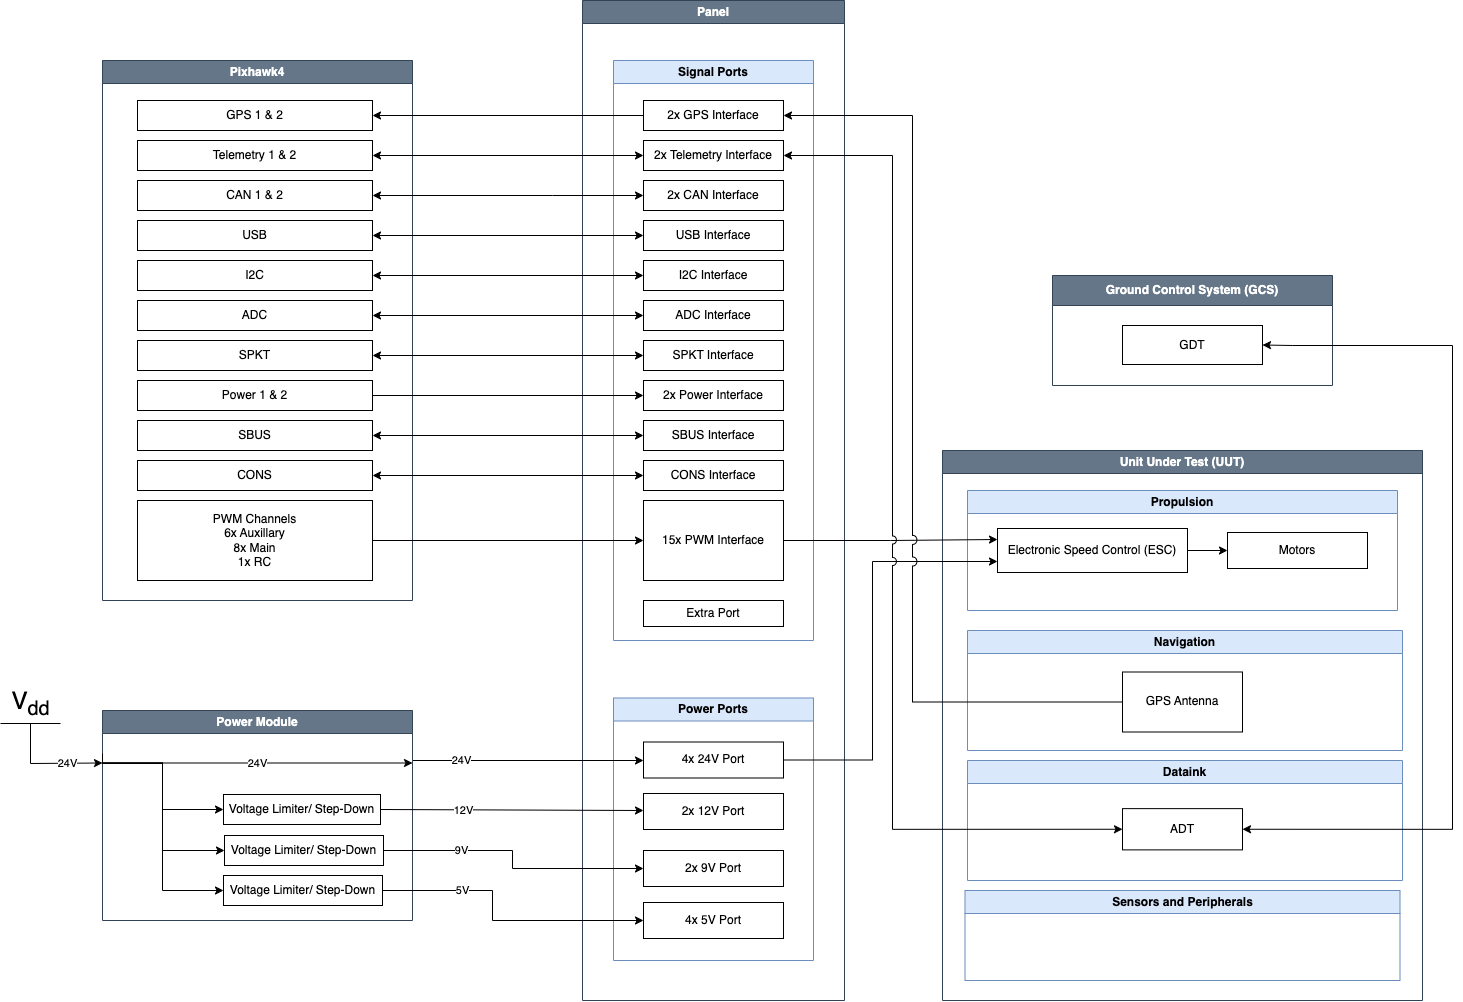 Panel
Pixhawk4
Signal Ports
GPS 1 & 2
2x GPS Interface
Telemetry 1 & 2
2x Telemetry Interface
CAN 1 & 2
2x CAN Interface
USB
USB Interface
I2C
I2C Interface
ADC
ADC Interface
SPKT
SPKT Interface
Power 1 & 2
2x Power Interface
SBUS
SBUS Interface
CONS
CONS Interface
PWM Channels
6x Auxillary
8x Main
1x RC
15x PWM Interface
Extra Port
Ground Control System (GCS)
GDT
Unit Under Test (UUT)
Propulsion
Electronic Speed Control (ESC)
Motors
Navigation
GPS Antenna
Dataink
ADT
Sensors and Peripherals
Vdd
24V
Power Module
24V
24V
Voltage Limiter/ Step-Down
12V
Voltage Limiter/ Step-Down
9V
Voltage Limiter/ Step-Down
5V
Power Ports
4x 24V Port
2x 12V Port
2x 9V Port
4x 5V Port